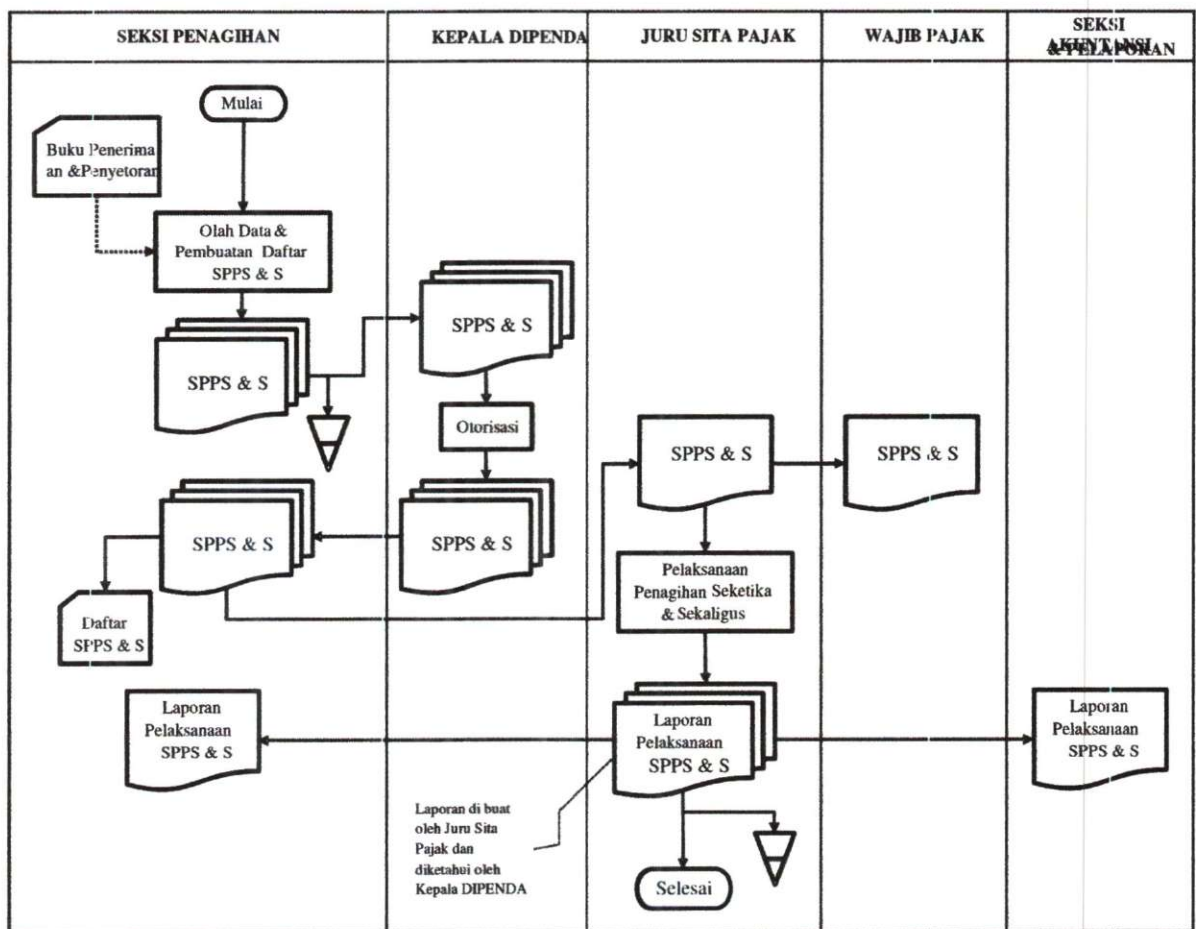 SEKSI PENAGIHAN
KEPALA DIPENDA
JURU SITA PAJAK
WAJIB PAJAK
SEKSI
AKUNTANSI
& PELAPORAN
Mulai
Buku Penerima
an &Penyetoran
Olah Data &
Pembuatan Daftar
SPPS & S
SPPS & S
SPPS & S
Otorisasi
SPPS & S
SPPS & S
SPPS & S
SPPS & S
Daftar
SPPS & S
Pelaksanaan
Penagihan Seketika
& Sekaligus
Laporan
Pelaksanaan
SPPS & S
Laporan
Pelaksanaan
SPPS & S
Laporan
Pelaksanaan
SPPS & S
Laporan di buat
oleh Juru Sita
Pajak dan
diketahui oleh
Kepala DIPENDA
Selesai